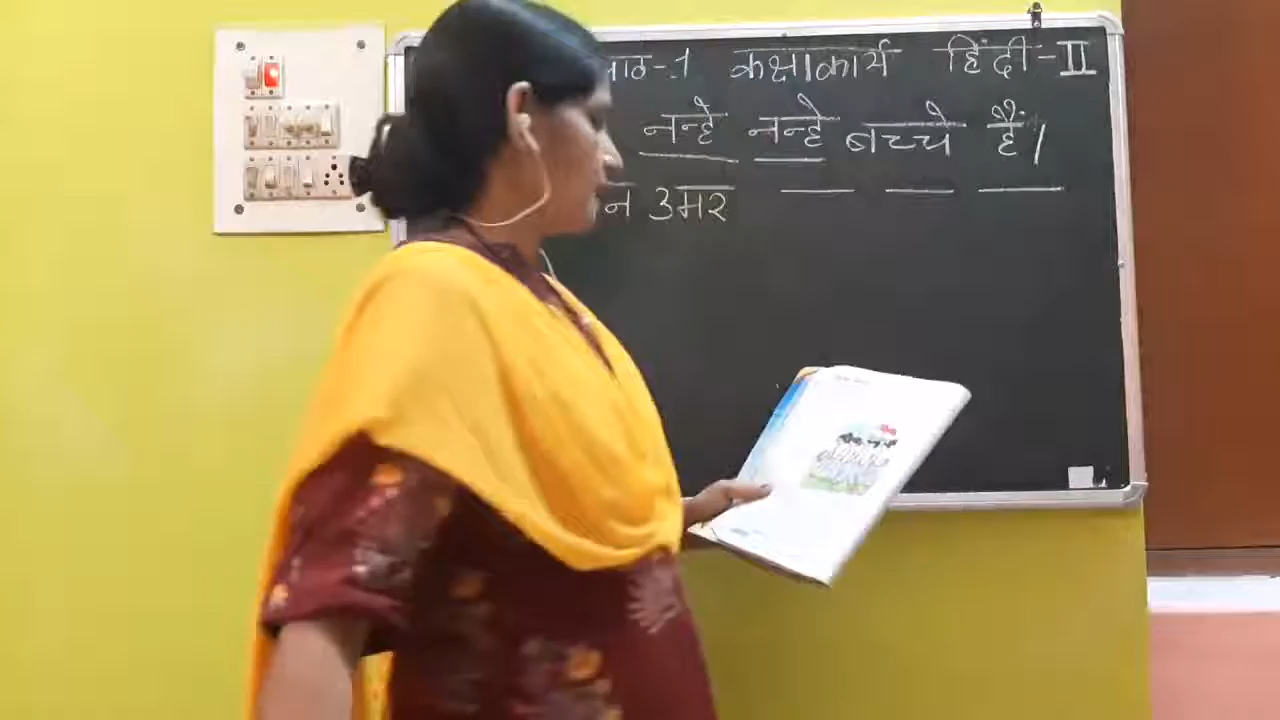 पाठ-1 कक्षाकार्य हिंदी-II
नन्हे नन्हे बच्चे हैं।
न उमर